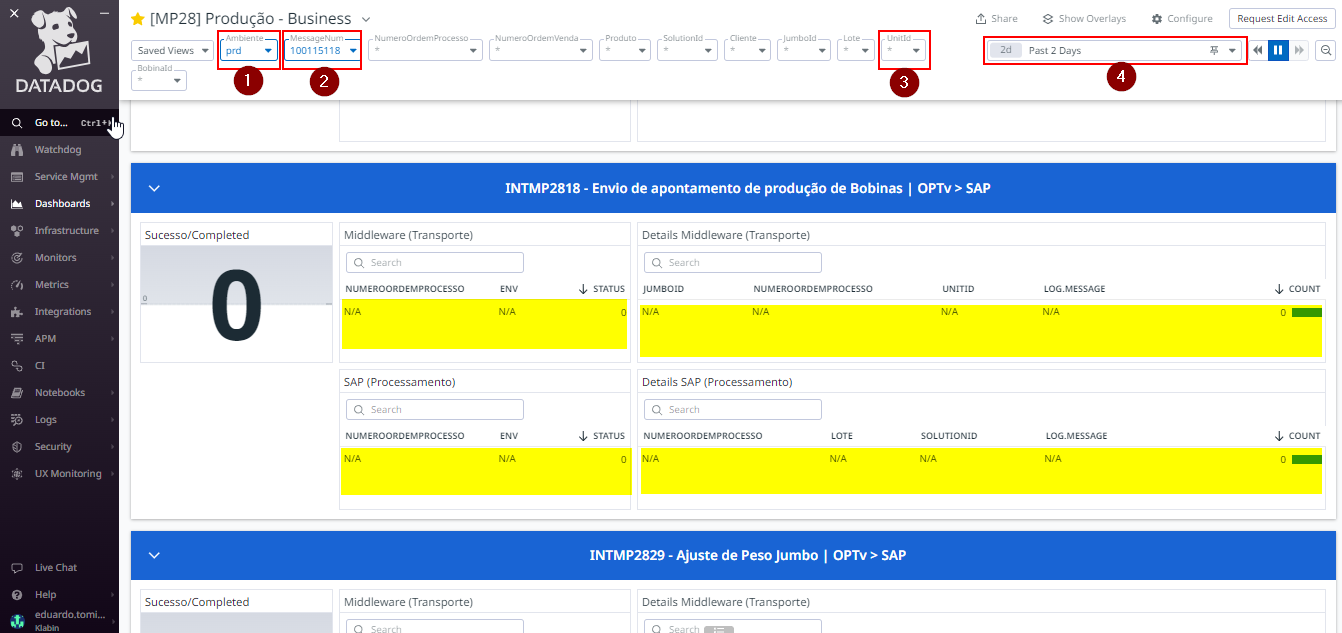 [MP28] Produção - Business
Share
Show Overlays
Configure
Request Edit Access
Saved Views
Ambiente
prd
MessageNum
100115118
NumeroOrdemProcesso
*
NumeroOrdemVenda
*
Produto
*
SolutionId
*
Cliente
*
JumboId
*
Lote
*
UnitId
*
2d
Past 2 Days
BobinaId
*
1
2
3
4
DATADOG
Go to...
Watchdog
Service Mgmt
Dashboards
Infrastructure
Monitors
Metrics
Integrations
APM
CI
Notebooks
Logs
Security
UX Monitoring
Live Chat
Help
eduardo.tomi...
Klabin
INTMP2818 - Envio de apontamento de produção de Bobinas | OPTv > SAP
Sucesso/Completed
0
0
Middleware (Transporte)
Search
NUMEROORDEMPROCESSO ENV STATUS
N/A N/A 0
Details Middleware (Transporte)
Search
JUMBOID NUMEROORDEMPROCESSO UNITID LOG.MESSAGE COUNT
N/A N/A N/A N/A 0
SAP (Processamento)
Search
NUMEROORDEMPROCESSO ENV STATUS
N/A N/A 0
Details SAP (Processamento)
Search
NUMEROORDEMPROCESSO LOTE SOLUTIONID LOG.MESSAGE COUNT
N/A N/A N/A N/A 0
INTMP2829 - Ajuste de Peso Jumbo | OPTv > SAP
Sucesso/Completed
Middleware (Transporte)
Search
Details Middleware (Transporte)
Search